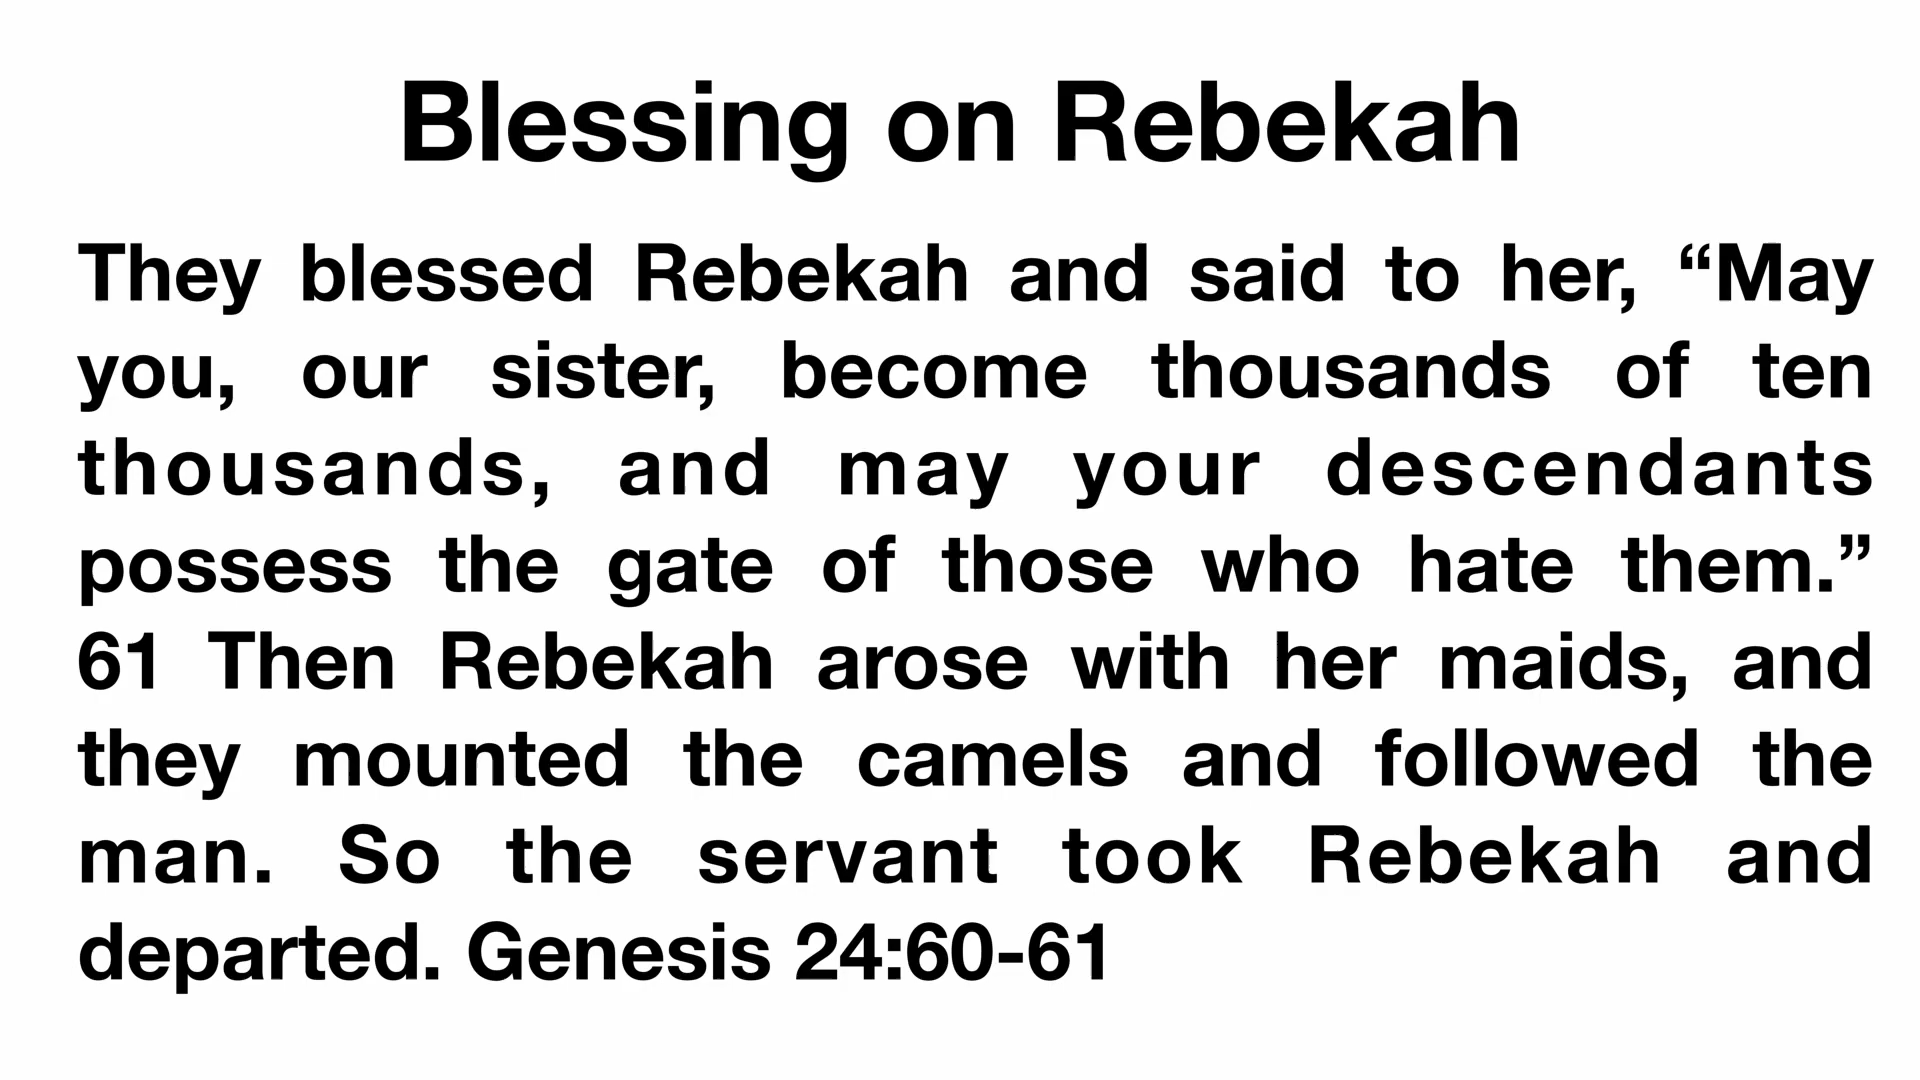 Blessing on Rebekah
They blessed Rebekah and said to her, “May
you, our sister, become thousands of ten
thousands, and may your descendants
possess the gate of those who hate them.”
61 Then Rebekah arose with her maids, and
they mounted the camels and followed the
man. So the servant took Rebekah and
departed. Genesis 24:60-61